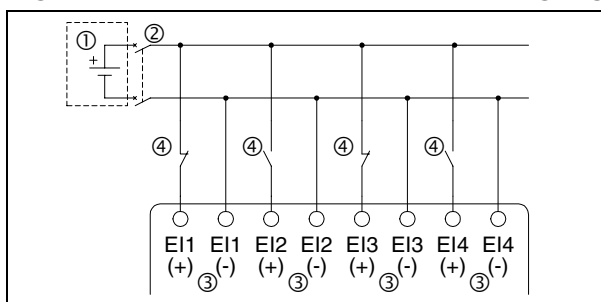 ① ②
+
④ ④ ④ ④
EI1 EI1 EI2 EI2 EI3 EI3 EI4 EI4
(+) (-) (+) (-) (+) (-) (+) (-)
③ ③ ③ ③